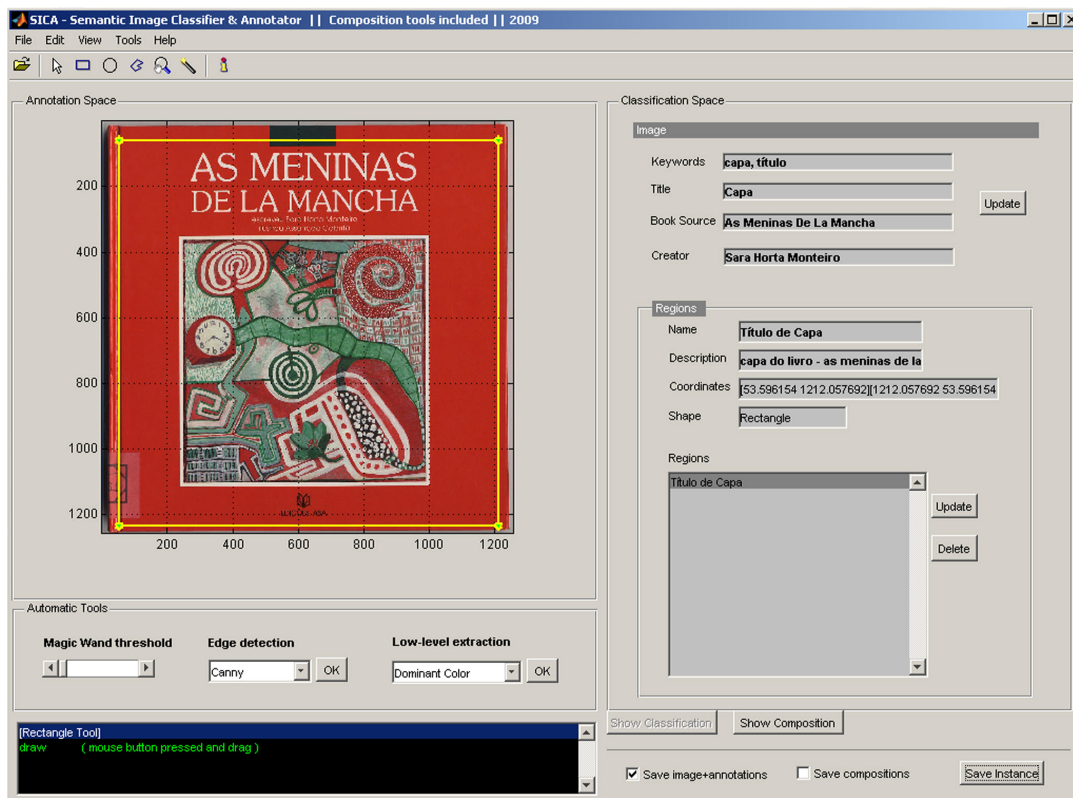 SICA - Semantic Image Classifier & Annotator || Composition tools included || 2009
File Edit View Tools Help
Annotation Space
200
400
600
800
1000
1200
200 400 600 800 1000 1200
AS MENINAS
DE LA MANCHA
Sara Horta Monteiro
Automatic Tools
Magic Wand threshold
Edge detection
Canny
OK
Low-level extraction
Dominant Color
OK
[Rectangle Tool]
draw ( mouse button pressed and drag )
Classification Space
Image
Keywords capa, título
Title Capa
Update
Book Source As Meninas De La Mancha
Creator Sara Horta Monteiro
Regions
Name Título de Capa
Description capa do livro - as meninas de la
Coordinates [53.596154 1212.057692][1212.057692 53.596154
Shape Rectangle
Regions
Título de Capa
Update
Delete
Show Classification
Show Composition
Save image+annotations
Save compositions
Save Instance